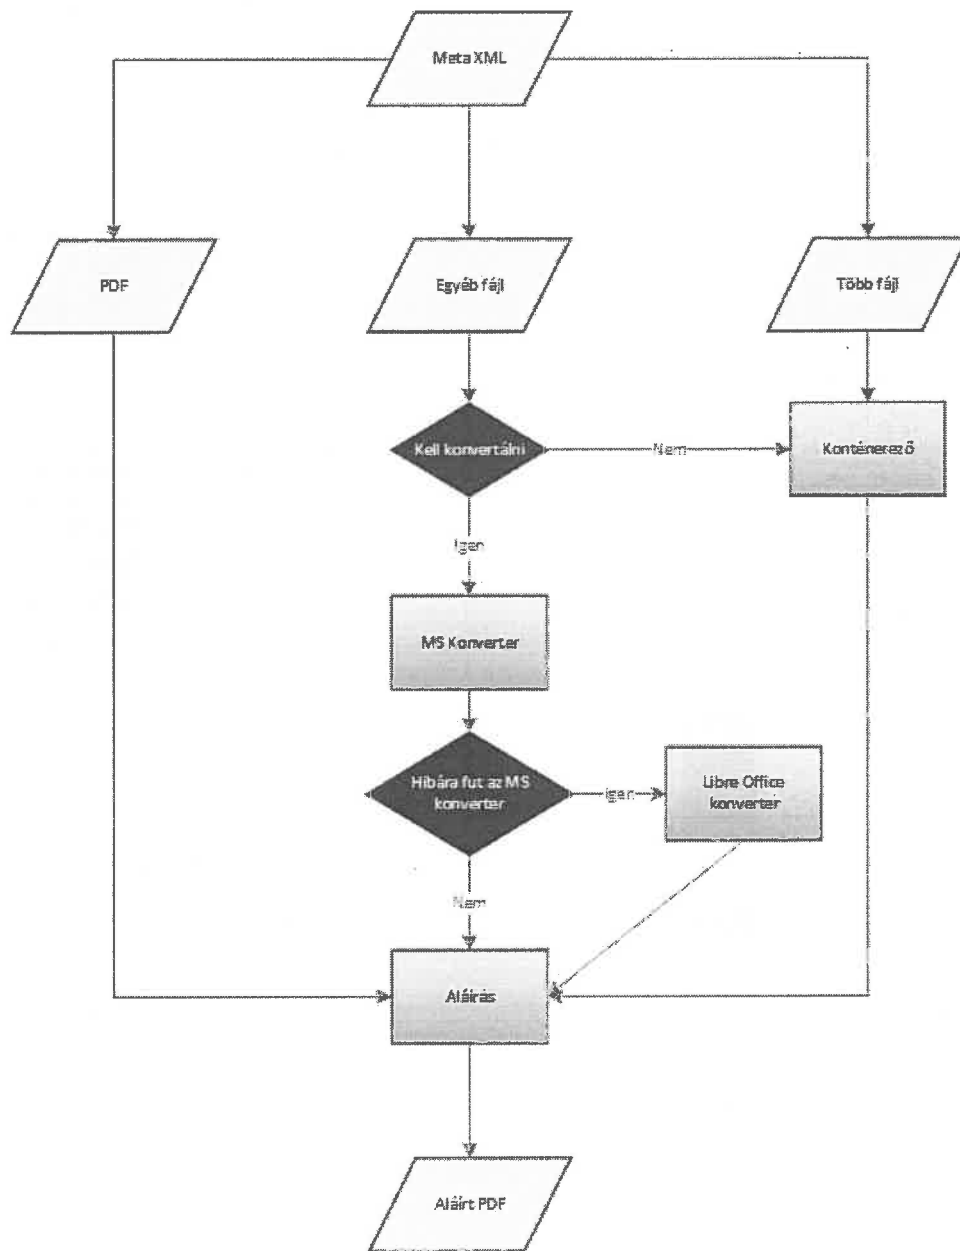 Meta XML
PDF
Egyéb fájl
Több fájl
Kell konvertálni
Nem
Konténerező
Igen
MS Konverter
Hibára fut az MS
konverter
Igen
Libre Office
konverter
Nem
Aláírás
Aláírt PDF